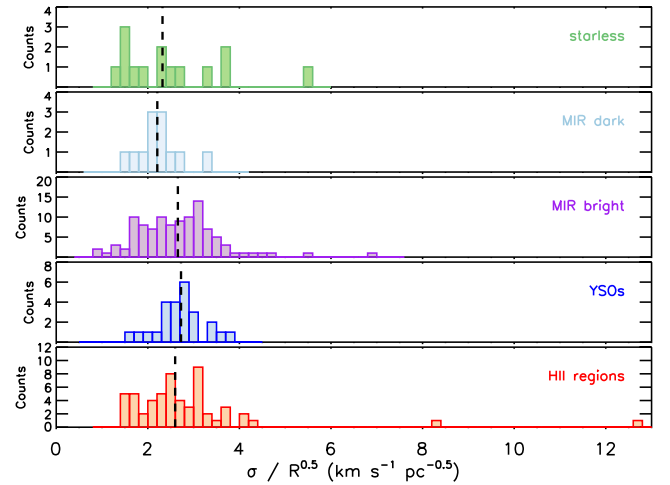 4
3
2
1
Counts
starless
4
3
2
1
Counts
MIR dark
20
15
10
5
Counts
MIR bright
8
6
4
2
Counts
YSOs
12
10
8
6
4
2
0
Counts
HII regions
0 2 4 6 8 10 12
σ / R^0.5 (km s^-1 pc^-0.5)